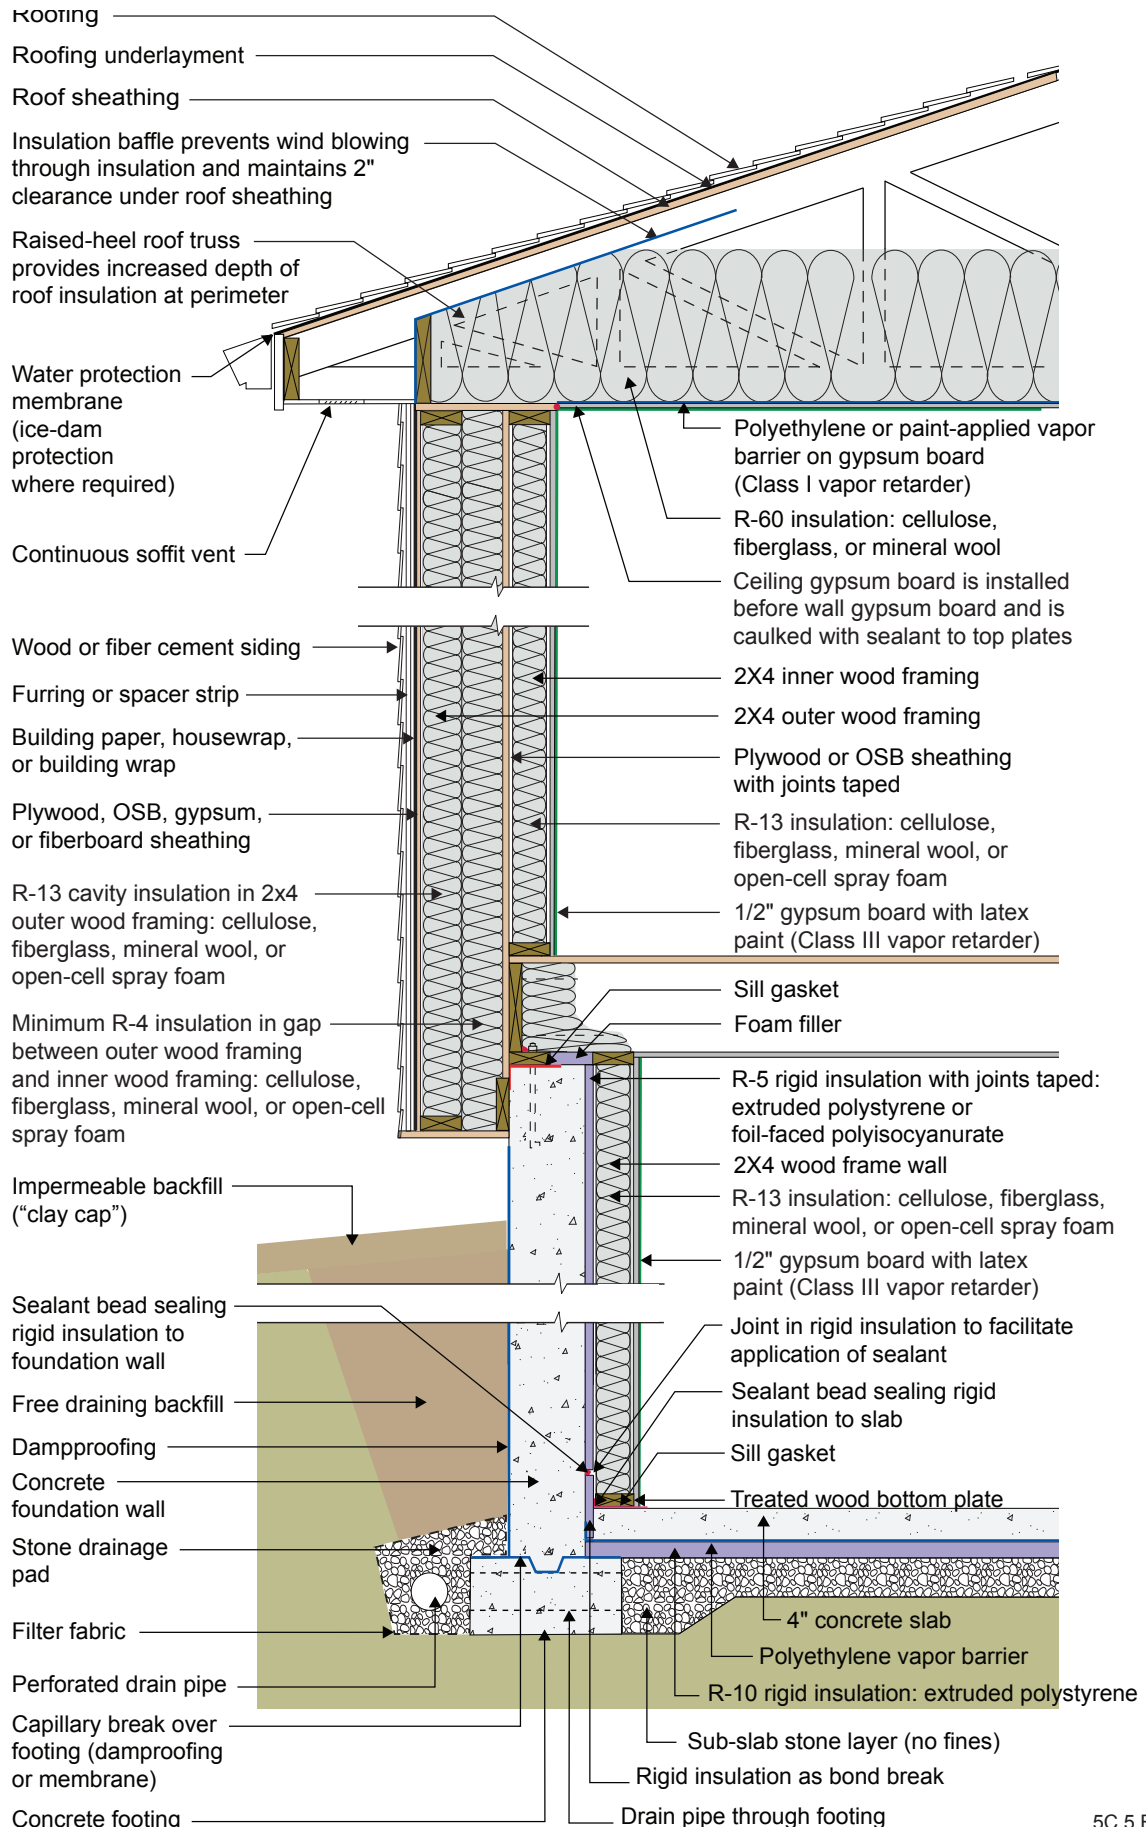 Roofing
Roofing underlayment
Roof sheathing
Insulation baffle prevents wind blowing
through insulation and maintains 2"
clearance under roof sheathing
Raised-heel roof truss
provides increased depth of
roof insulation at perimeter
Water protection
membrane
(ice-dam
protection
where required)
Continuous soffit vent
Wood or fiber cement siding
Furring or spacer strip
Building paper, housewrap,
or building wrap
Plywood, OSB, gypsum,
or fiberboard sheathing
R-13 cavity insulation in 2x4
outer wood framing: cellulose,
fiberglass, mineral wool, or
open-cell spray foam
Minimum R-4 insulation in gap
between outer wood framing
and inner wood framing: cellulose,
fiberglass, mineral wool, or open-cell
spray foam
Impermeable backfill
(“clay cap”)
Sealant bead sealing
rigid insulation to
foundation wall
Free draining backfill
Dampproofing
Concrete
foundation wall
Stone drainage
pad
Filter fabric
Perforated drain pipe
Capillary break over
footing (damproofing
or membrane)
Concrete footing
Polyethylene or paint-applied vapor
barrier on gypsum board
(Class I vapor retarder)
R-60 insulation: cellulose,
fiberglass, or mineral wool
Ceiling gypsum board is installed
before wall gypsum board and is
caulked with sealant to top plates
2X4 inner wood framing
2X4 outer wood framing
Plywood or OSB sheathing
with joints taped
R-13 insulation: cellulose,
fiberglass, mineral wool, or
open-cell spray foam
1/2" gypsum board with latex
paint (Class III vapor retarder)
Sill gasket
Foam filler
R-5 rigid insulation with joints taped:
extruded polystyrene or
foil-faced polyisocyanurate
2X4 wood frame wall
R-13 insulation: cellulose, fiberglass,
mineral wool, or open-cell spray foam
1/2" gypsum board with latex
paint (Class III vapor retarder)
Joint in rigid insulation to facilitate
application of sealant
Sealant bead sealing rigid
insulation to slab
Sill gasket
Treated wood bottom plate
4" concrete slab
Polyethylene vapor barrier
R-10 rigid insulation: extruded polystyrene
Sub-slab stone layer (no fines)
Rigid insulation as bond break
Drain pipe through footing
5C 5